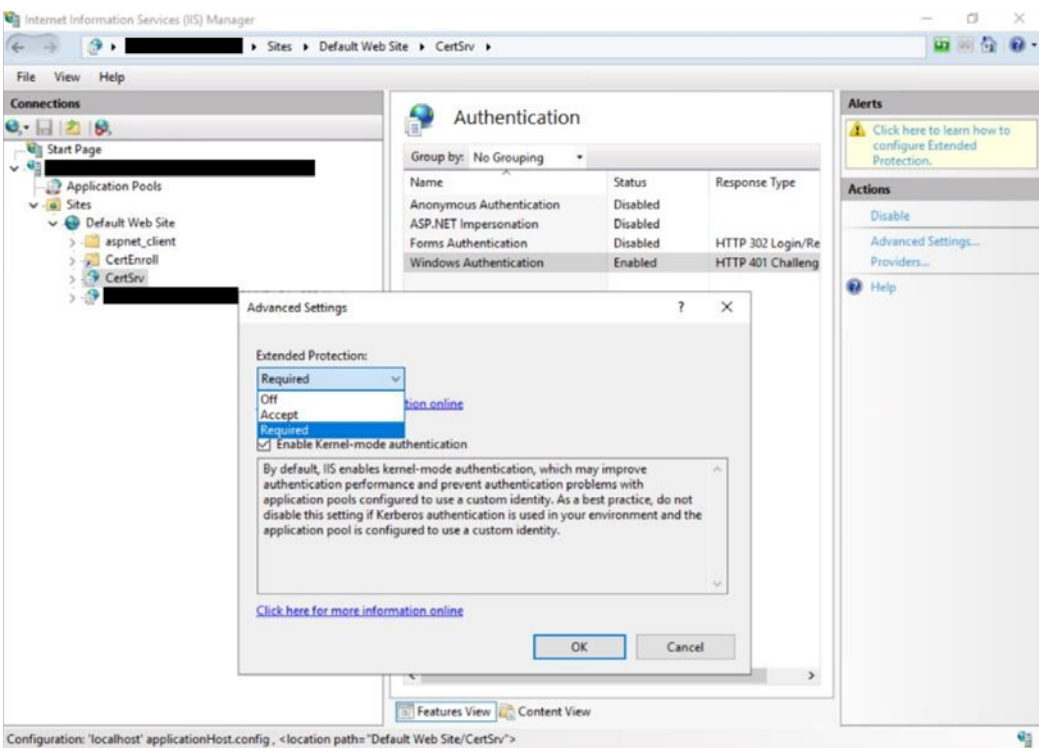 Internet Information Services (IIS) Manager
Sites
Default Web Site
CertSrv
File View Help
Connections
Start Page
Application Pools
Sites
Default Web Site
aspnet_client
CertEnroll
CertSrv
Authentication
Group by: No Grouping
Name Status Response Type
Anonymous Authentication Disabled
ASP.NET Impersonation Disabled
Forms Authentication Disabled HTTP 302 Login/Re
Windows Authentication Enabled HTTP 401 Challeng
Alerts
Click here to learn how to
configure Extended
Protection.
Actions
Disable
Advanced Settings...
Providers...
Help
Advanced Settings
Extended Protection:
Required
Off
Accept
Required
tion online
Enable Kernel-mode authentication
By default, IIS enables kernel-mode authentication, which may improve
authentication performance and prevent authentication problems with
application pools configured to use a custom identity. As a best practice, do not
disable this setting if Kerberos authentication is used in your environment and the
application pool is configured to use a custom identity.
Click here for more information online
OK Cancel
Features View Content View
Configuration: 'localhost' applicationHost.config , <location path="Default Web Site/CertSrv">